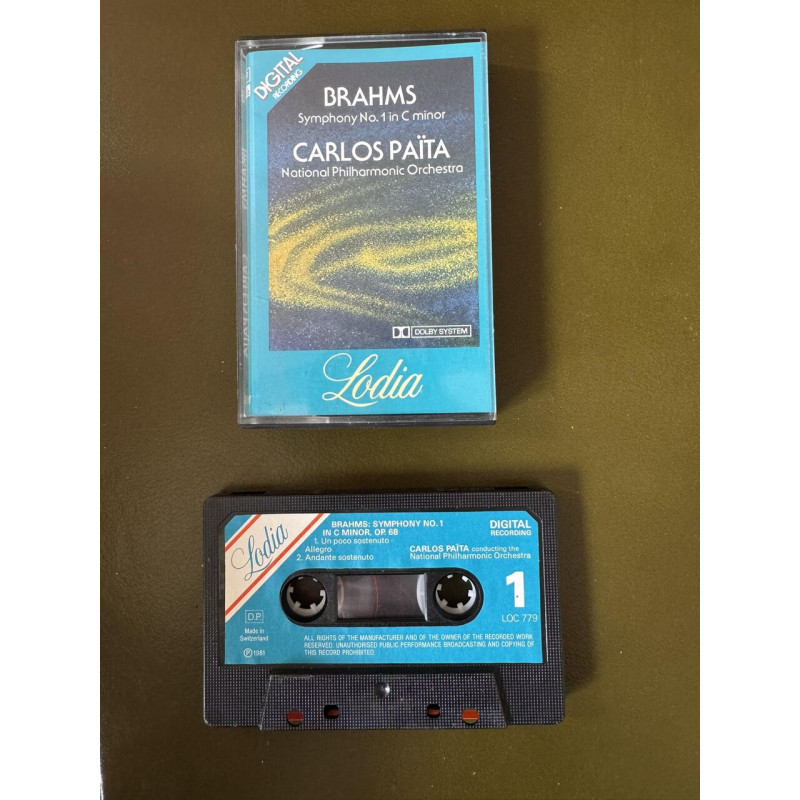 DIGITAL
RECORDING
BRAHMS
Symphony No. 1 in C minor
CARLOS PAÏTA
National Philharmonic Orchestra
DOLBY SYSTEM
Lodia
Lodia
BRAHMS: SYMPHONY NO. 1
IN C MINOR, OP. 68
1. Un poco sostenuto -
Allegro
2. Andante sostenuto
DIGITAL
RECORDING
CARLOS PAÏTA conducting the
National Philharmonic Orchestra
1
LOC 779
D.P.
Made in
Switzerland
℗ 1981
ALL RIGHTS OF THE MANUFACTURER AND OF THE OWNER OF THE RECORDED WORK
RESERVED. UNAUTHORISED PUBLIC PERFORMANCE BROADCASTING AND COPYING OF
THIS RECORD PROHIBITED.